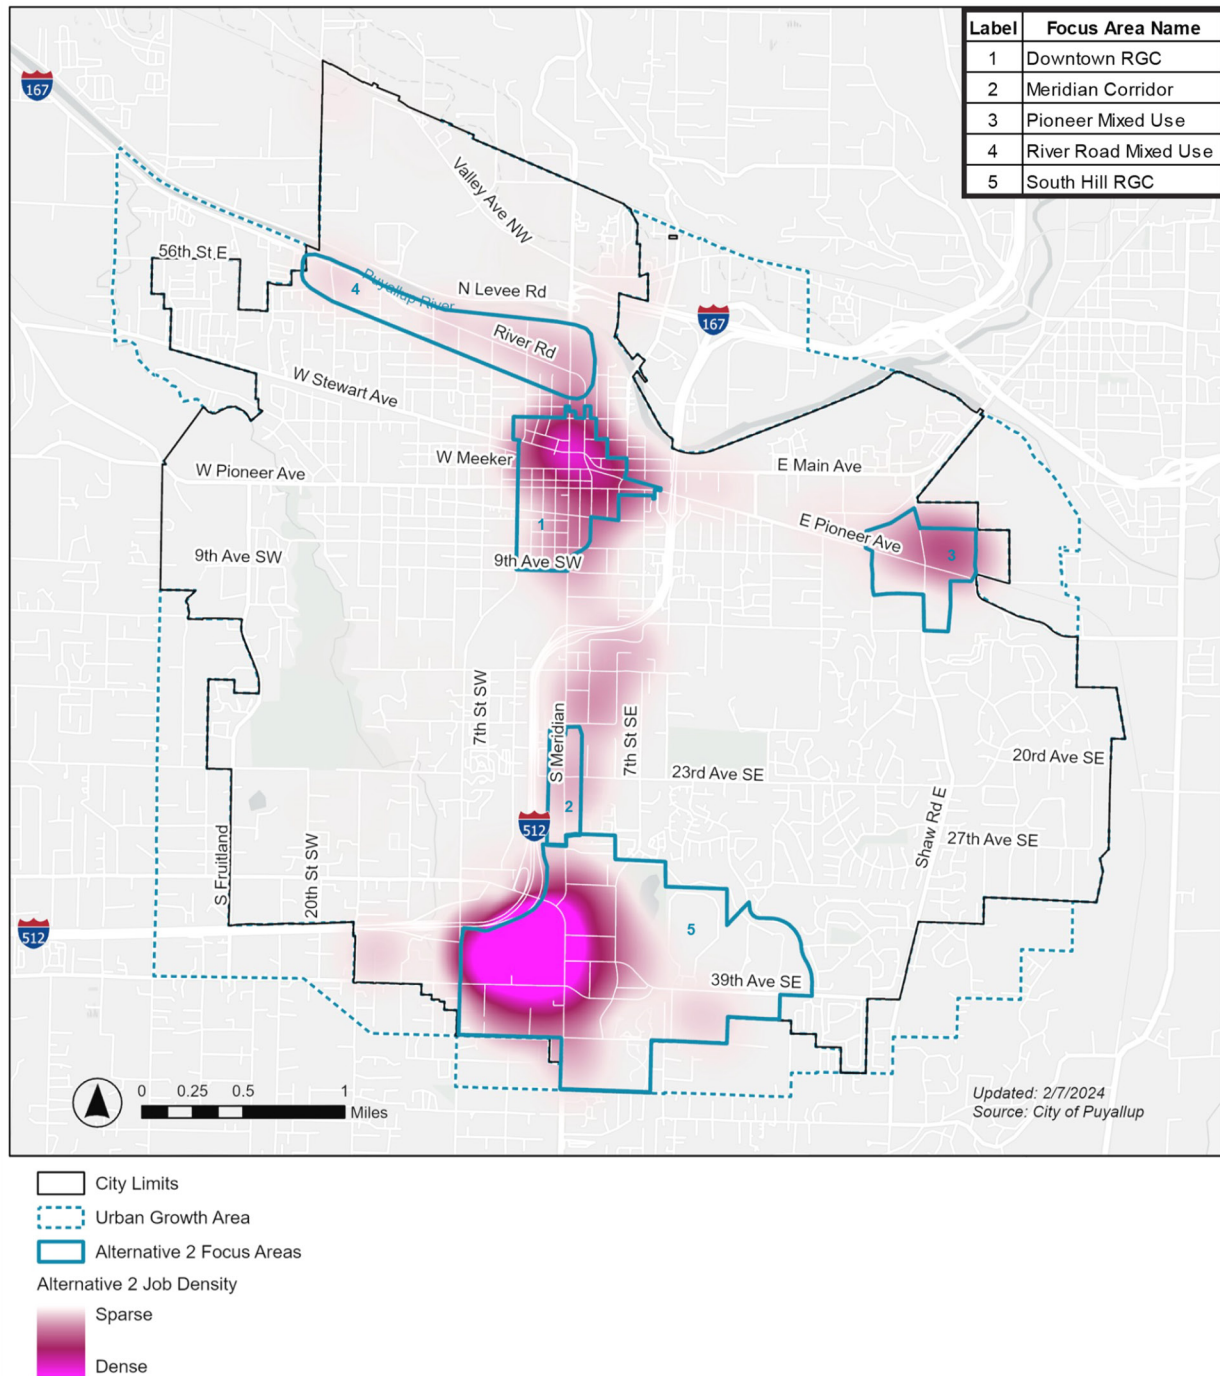 Label Focus Area Name
1 Downtown RGC
2 Meridian Corridor
3 Pioneer Mixed Use
4 River Road Mixed Use
5 South Hill RGC
167
Valley Ave NW
56th St E
4
Puyallup River
N Levee Rd
167
River Rd
W Stewart Ave
W Meeker
E Main Ave
W Pioneer Ave
1
E Pioneer Ave
3
9th Ave SW
9th Ave SW
7th St SW
S Meridian
7th St SE
23rd Ave SE
20rd Ave SE
2
512
Shaw Rd E
27th Ave SE
S Fruitland
20th St SW
512
5
39th Ave SE
0 0.25 0.5 1
Miles
Updated: 2/7/2024
Source: City of Puyallup
City Limits
Urban Growth Area
Alternative 2 Focus Areas
Alternative 2 Job Density
Sparse
Dense